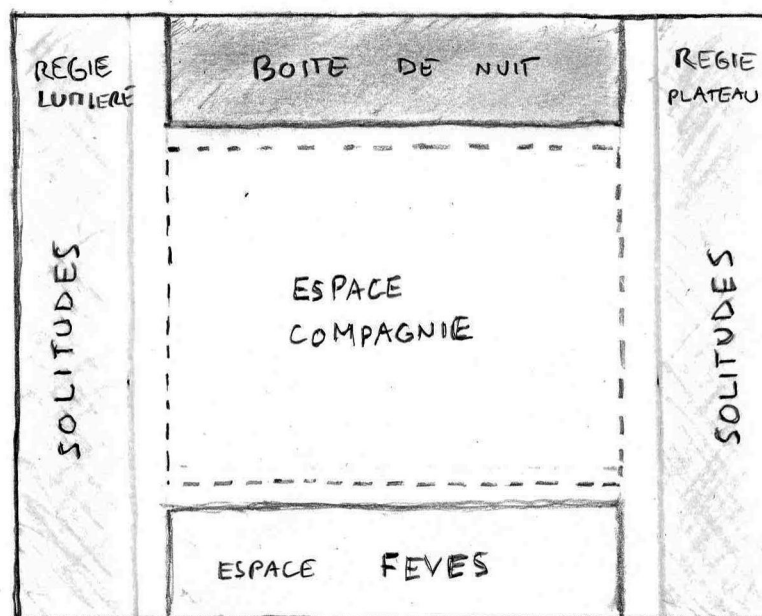 REGIE
LUMIERE
BOITE DE NUIT
REGIE
PLATEAU
SOLITUDES
ESPACE
COMPAGNIE
SOLITUDES
ESPACE FEVES